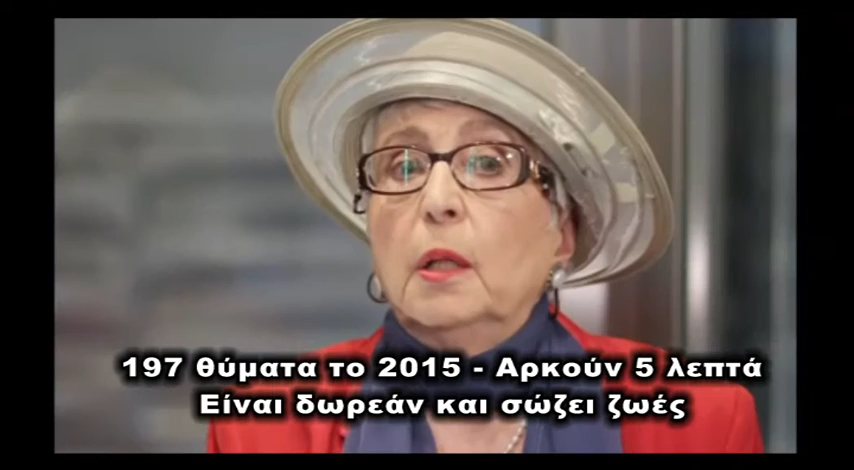 197 θύματα το 2015 - Αρκούν 5 λεπτά
Είναι δωρεάν και σώζει ζωές